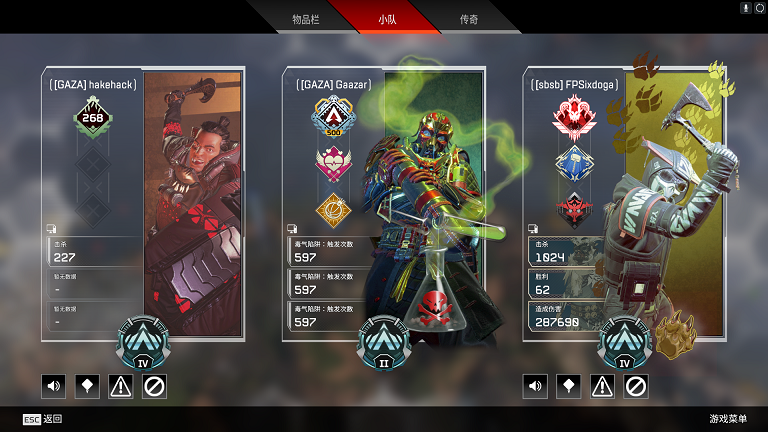 物品栏
小队
传奇
[GAZA] hakehack
268
击杀
227
暂无数据
-
暂无数据
-
IV
[GAZA] Gaazar
500
毒气陷阱：触发次数
597
毒气陷阱：触发次数
597
毒气陷阱：触发次数
597
II
[sbsb] FPSixdoga
击杀
1024
胜利
62
造成伤害
287690
IV
ESC 返回
游戏菜单